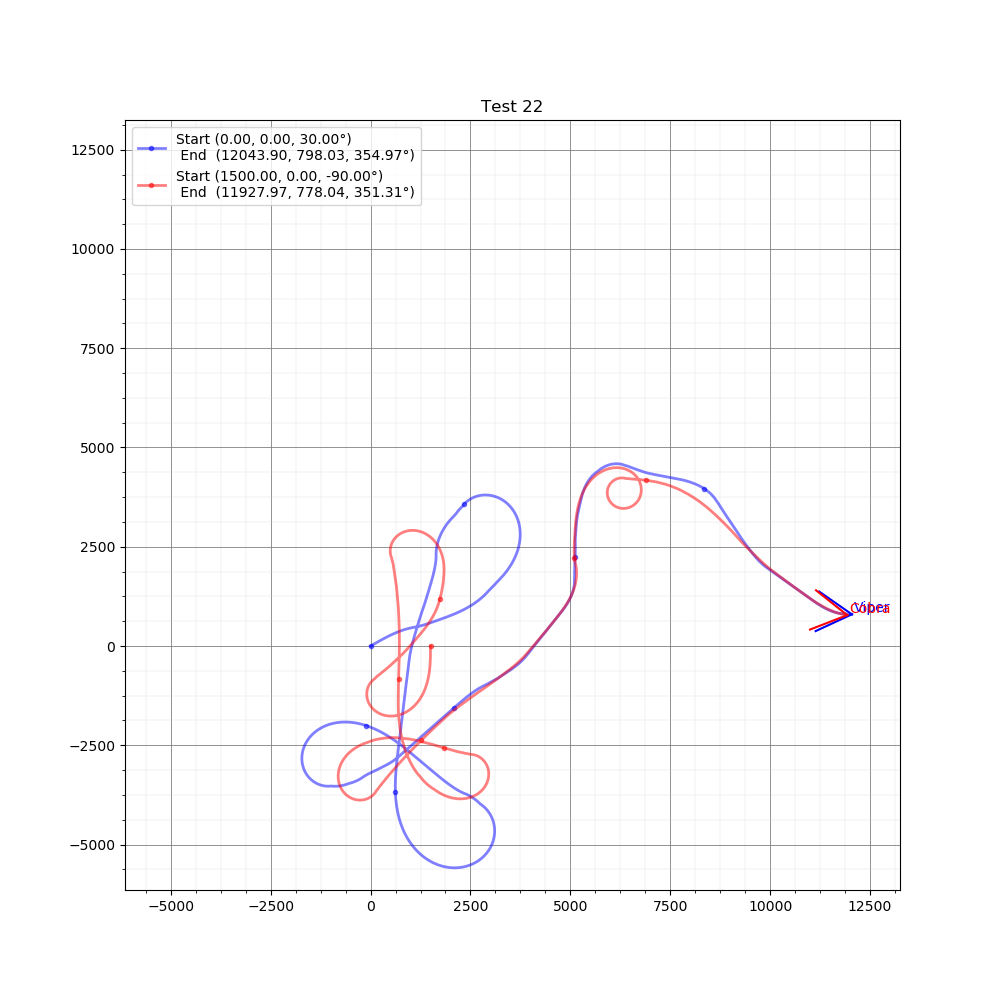 Test 22
Start (0.00, 0.00, 30.00°)
End (12043.90, 798.03, 354.97°)
Start (1500.00, 0.00, -90.00°)
End (11927.97, 778.04, 351.31°)
12500
10000
7500
5000
2500
0
−2500
−5000
Viper
Cobra
−5000 −2500 0 2500 5000 7500 10000 12500